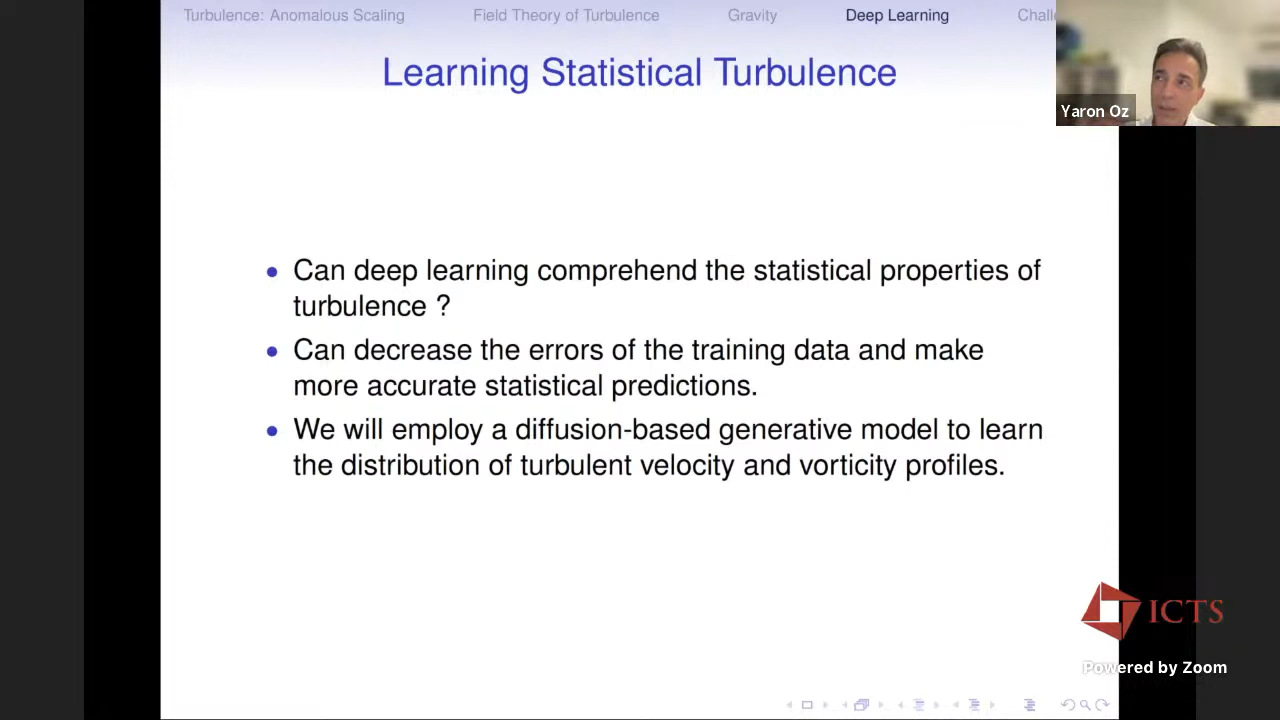 Turbulence: Anomalous Scaling Field Theory of Turbulence Gravity Deep Learning Chall
Learning Statistical Turbulence
Yaron Oz
• Can deep learning comprehend the statistical properties of
turbulence ?
• Can decrease the errors of the training data and make
more accurate statistical predictions.
• We will employ a diffusion-based generative model to learn
the distribution of turbulent velocity and vorticity profiles.
ICTS
Powered by Zoom